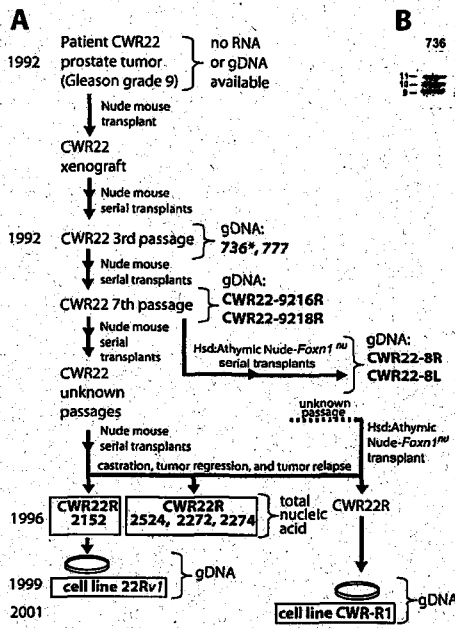 A
B
736
11
10
9
1992
Patient CWR22
prostate tumor
(Gleason grade 9)
no RNA
or gDNA
available
Nude mouse
transplant
CWR22
xenograft
Nude mouse
serial transplants
1992
CWR22 3rd passage
gDNA:
736*, 777
Nude mouse
serial transplants
CWR22 7th passage
gDNA:
CWR22-9216R
CWR22-9218R
Nude mouse
serial
transplants
Hsd:Athymic Nude-Foxn1nu
serial transplants
gDNA:
CWR22-8R
CWR22-8L
CWR22
unknown
passages
unknown
passage
Hsd:Athymic
Nude-Foxn1nu
transplant
Nude mouse
serial transplants
castration, tumor regression, and tumor relapse
1996
CWR22R
2152
CWR22R
2524, 2272, 2274
total
nucleic
acid
CWR22R
1999
cell line 22Rv1
gDNA
2001
cell line CWR-R1
gDNA